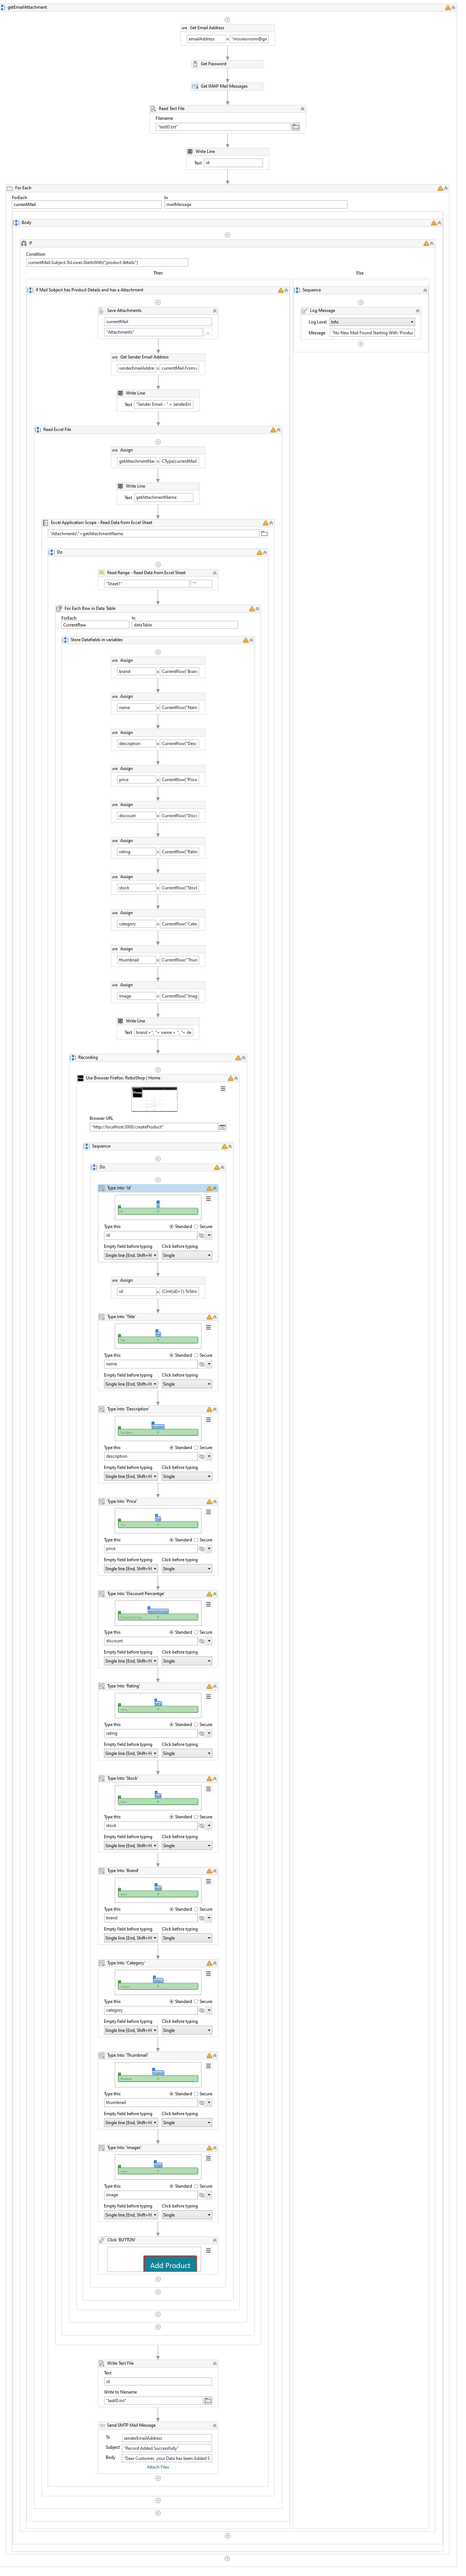 getEmailAttachment
Get Email Address
emailAddress = "movieswoom@gm
Get Password
Get IMAP Mail Messages
Read Text File
Filename
"lastID.txt"
Write Line
Text id
For Each
ForEach In
currentMail mailMessage
Body
If
Condition
currentMail.Subject.ToLower.StartsWith("product details")
Then Else
If Mail Subject has Product Details and has a Attachment
Save Attachments
currentMail
"Attachments" ...
Get Sender Email Address
senderEmailAddre = currentMail.From.
Write Line
Text "Sender Email - " + senderEm
Read Excel File
Assign
getAttachmentNa = CType(currentMail
Write Line
Text getAttachmentName
Excel Application Scope - Read Data from Excel Sheet
"Attachments\"+getAttachmentName
Do
Read Range - Read Data from Excel Sheet
"Sheet1" ""
For Each Row in Data Table
ForEach In
CurrentRow dataTable
Store Datafields in variables
Assign
brand = CurrentRow("Bran
Assign
name = CurrentRow("Nam
Assign
description = CurrentRow("Desc
Assign
price = CurrentRow("Price
Assign
discount = CurrentRow("Disco
Assign
rating = CurrentRow("Ratin
Assign
stock = CurrentRow("Stock
Assign
category = CurrentRow("Cate
Assign
thumbnail = CurrentRow("Thun
Assign
image = CurrentRow("Imag
Write Line
Text brand +", "+ name + ", "+ de
Recording
Use Browser Firefox: RoboShop | Home
Browser URL
"http://localhost:3000/createProduct"
Sequence
Do
Type Into 'Id'
Type this Standard Secure
id
Empty field before typing Click before typing
Single line [End, Shift+H Single
Assign
id = (CInt(id)+1).ToStri
Type Into 'Title'
Type this Standard Secure
name
Empty field before typing Click before typing
Single line [End, Shift+H Single
Type Into 'Description'
Type this Standard Secure
description
Empty field before typing Click before typing
Single line [End, Shift+H Single
Type Into 'Price'
Type this Standard Secure
price
Empty field before typing Click before typing
Single line [End, Shift+H Single
Type Into 'Discount Percentge'
Type this Standard Secure
discount
Empty field before typing Click before typing
Single line [End, Shift+H Single
Type Into 'Rating'
Type this Standard Secure
rating
Empty field before typing Click before typing
Single line [End, Shift+H Single
Type Into 'Stock'
Type this Standard Secure
stock
Empty field before typing Click before typing
Single line [End, Shift+H Single
Type Into 'Brand'
Type this Standard Secure
brand
Empty field before typing Click before typing
Single line [End, Shift+H Single
Type Into 'Category'
Type this Standard Secure
category
Empty field before typing Click before typing
Single line [End, Shift+H Single
Type Into 'Thumbnail'
Type this Standard Secure
thumbnail
Empty field before typing Click before typing
Single line [End, Shift+H Single
Type Into 'Images'
Type this Standard Secure
image
Empty field before typing Click before typing
Single line [End, Shift+H Single
Click 'BUTTON'
Add Product
Write Text File
Text
id
Write to filename
"lastID.txt"
Send SMTP Mail Message
To senderEmailAddress
Subject "Record Added Successfully"
Body "Dear Customer, your Data has been Added S
Attach Files
Sequence
Log Message
Log Level Info
Message "No New Mail Found Starting With 'Produc